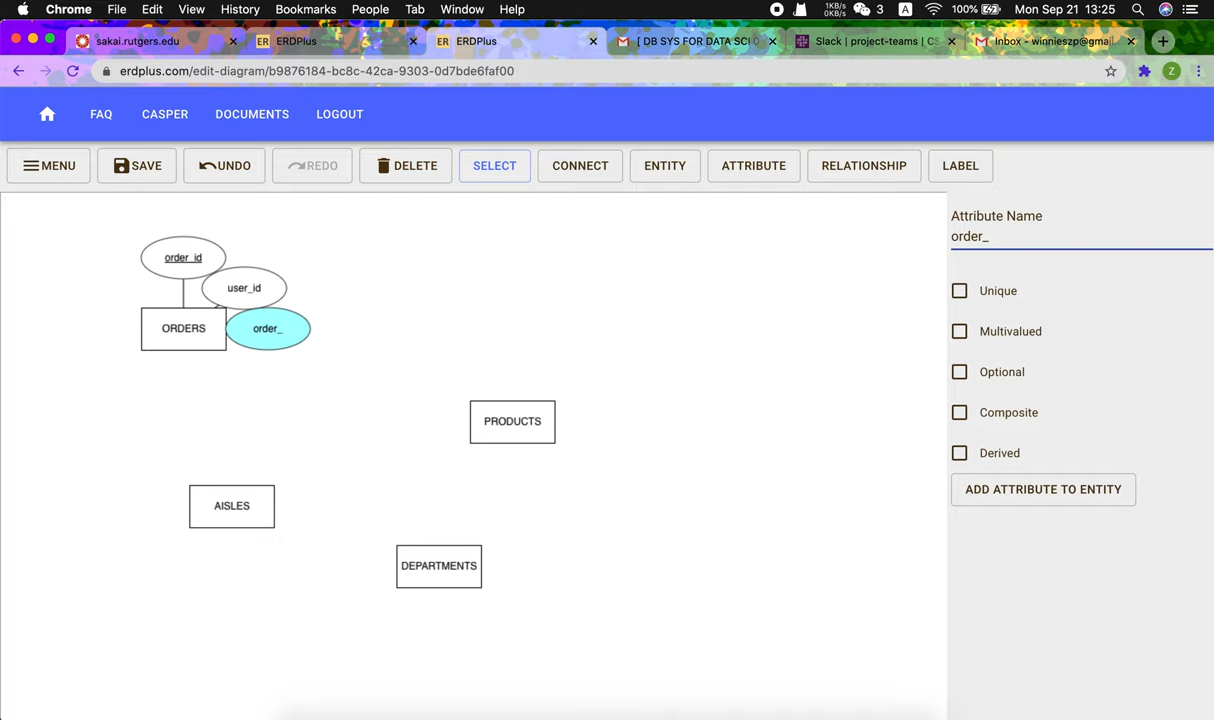 Chrome File Edit View History Bookmarks People Tab Window Help 1KB/s 0KB/s 3 A 100% Mon Sep 21 13:25
sakai.rutgers.edu ERDPlus ERDPlus [ DB SYS FOR DATA SCI 0 Slack | project-teams | CS Inbox - winnieszp@gmail.
erdplus.com/edit-diagram/b9876184-bc8c-42ca-9303-0d7bde6faf00 Z
FAQ CASPER DOCUMENTS LOGOUT
MENU SAVE UNDO REDO DELETE SELECT CONNECT ENTITY ATTRIBUTE RELATIONSHIP LABEL
Attribute Name
order_
Unique
Multivalued
Optional
Composite
Derived
ADD ATTRIBUTE TO ENTITY
order_id
user_id
ORDERS order_
PRODUCTS
AISLES
DEPARTMENTS